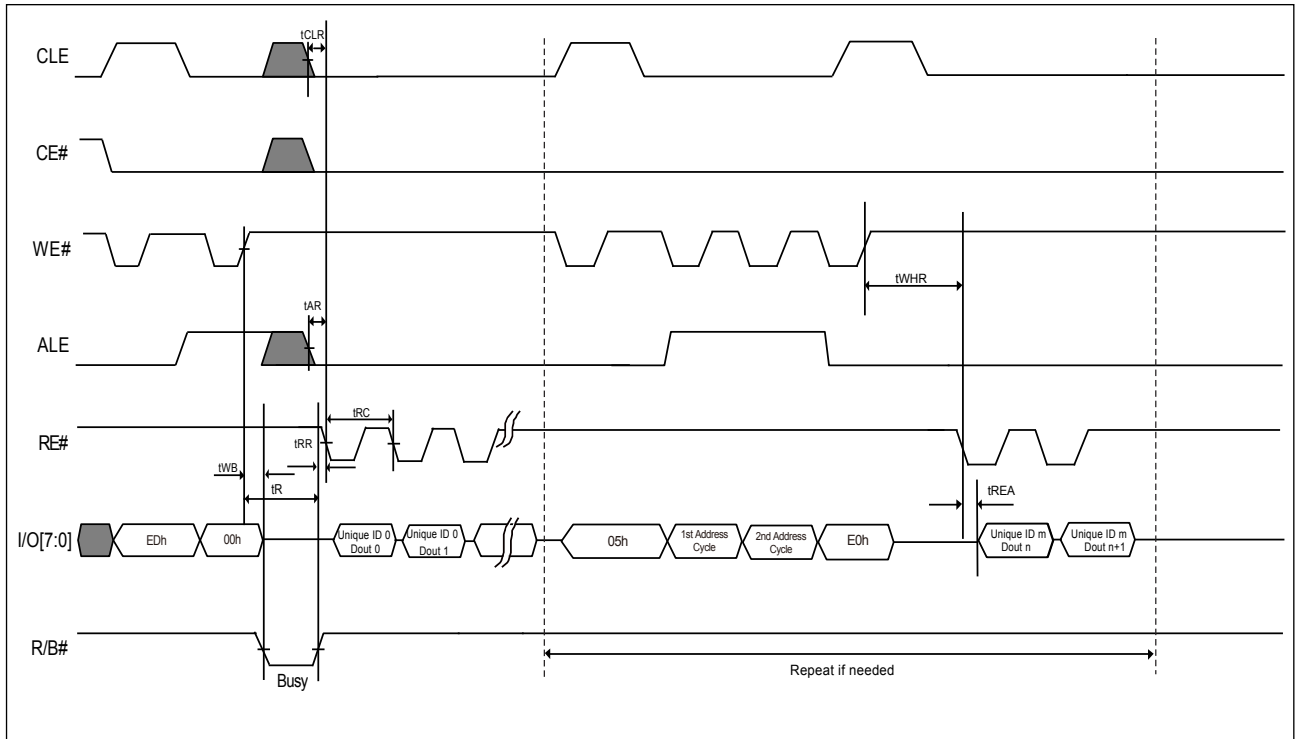 tCLR
CLE
CE#
WE#
tWHR
tAR
ALE
tRC
RE#
tRR
tWB
tR
tREA
I/O[7:0]
EDh
00h
Unique ID 0
Dout 0
Unique ID 0
Dout 1
05h
1st Address
Cycle
2nd Address
Cycle
E0h
Unique ID m
Dout n
Unique ID m
Dout n+1
R/B#
Busy
Repeat if needed